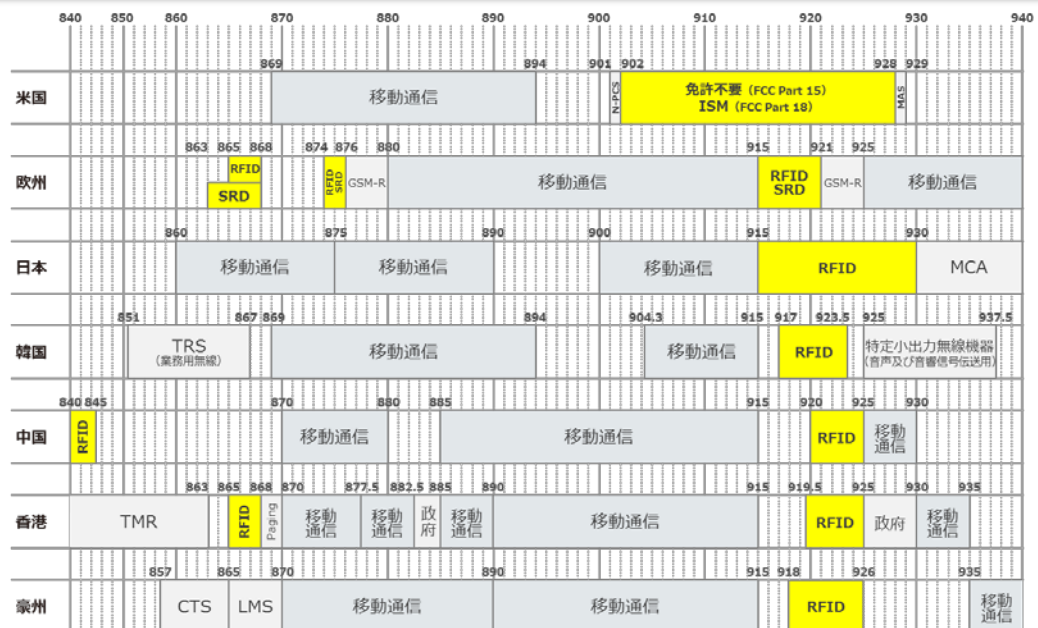 840 850 860 870 880 890 900 910 920 930 940
869 894 901 902 928 929
米国 移動通信 N-PCS 免許不要 (FCC Part 15) MAS
ISM (FCC Part 18)
863 865 868 874 876 880 915 921 925
欧州 RFID SRD RFID SRD GSM-R 移動通信 RFID SRD GSM-R 移動通信
860 875 890 900 915 930
日本 移動通信 移動通信 移動通信 RFID MCA
851 867 869 894 904.3 915 917 923.5 925 937.5
韓国 TRS 移動通信 移動通信 RFID 特定小出力無線機器
(業務用無線) (音声及び音響信号伝送用)
840 845 870 880 885 915 920 925 930
中国 RFID 移動通信 移動通信 RFID 移動通信
863 865 868 870 877.5 882.5 885 890 915 919.5 925 930 935
香港 TMR RFID Paging 移動通信 移動通信 政府 移動通信 移動通信 RFID 政府 移動通信
857 865 870 890 915 918 926 935
豪州 CTS LMS 移動通信 移動通信 RFID 移動通信